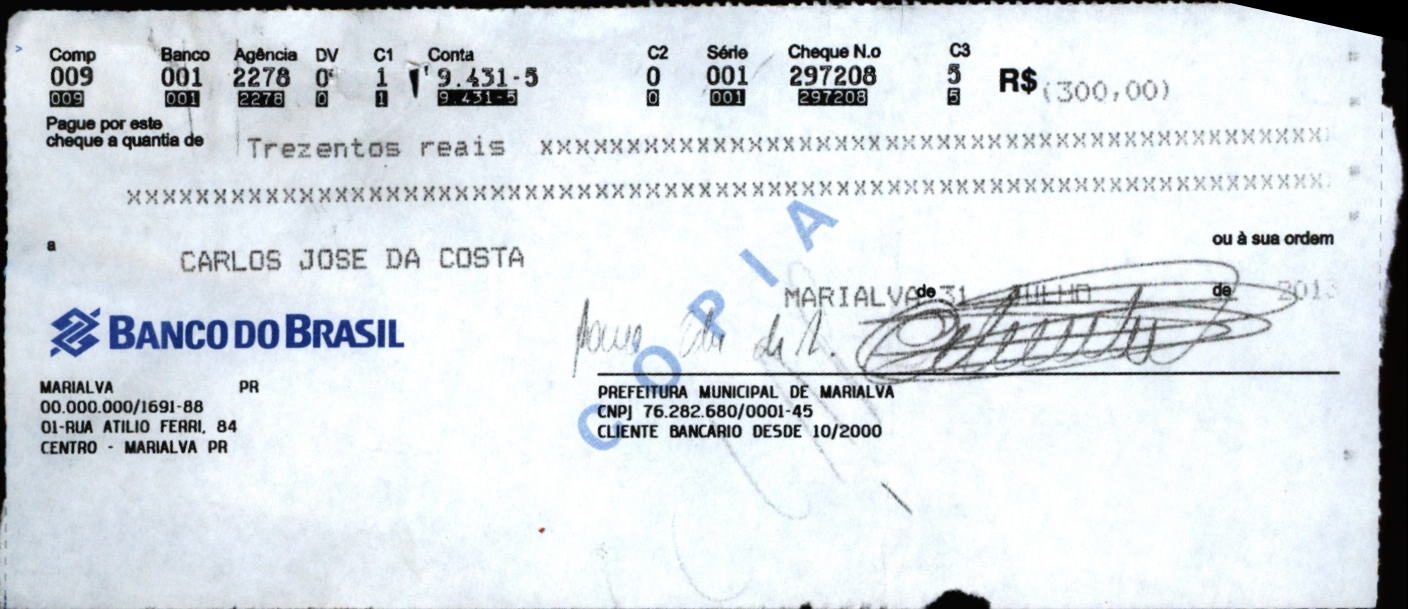 Comp Banco Agência DV C1 Conta C2 Série Cheque N.o C3
009 001 2278 0 1 9.431-5 0 001 297208 5 R$ (300,00)
009 001 2278 0 1 9.431-5 0 001 297208 5
Pague por este
cheque a quantia de Trezentos reais XXXXXXXXXXXXXXXXXXXXXXXXXXXXXXXXXXXXXXXXXXXXXXXXXXXXXXX
XXXXXXXXXXXXXXXXXXXXXXXXXXXXXXXXXXXXXXXXXXXXXXXXXXXXXXXXXXXXXXXXXXXXXXXXXXXXXXXXXXX
a CARLOS JOSE DA COSTA ou à sua ordem
MARIALVA de 31 JULHO de 2013
COPIA
BANCO DO BRASIL
MARIALVA PR
00.000.000/1691-88
01-RUA ATILIO FERRI, 84
CENTRO - MARIALVA PR
PREFEITURA MUNICIPAL DE MARIALVA
CNPJ 76.282.680/0001-45
CLIENTE BANCARIO DESDE 10/2000